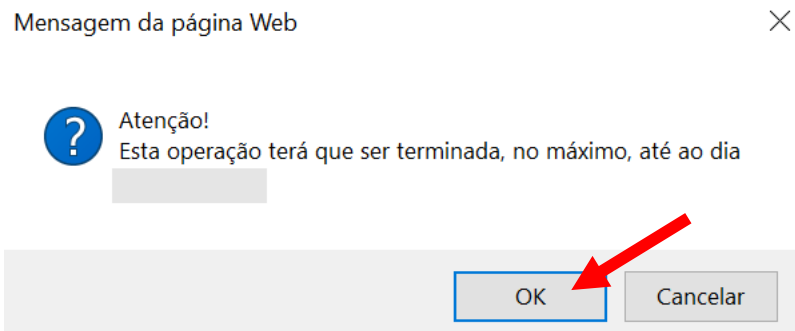 Mensagem da página Web
Atenção!
Esta operação terá que ser terminada, no máximo, até ao dia
OK
Cancelar